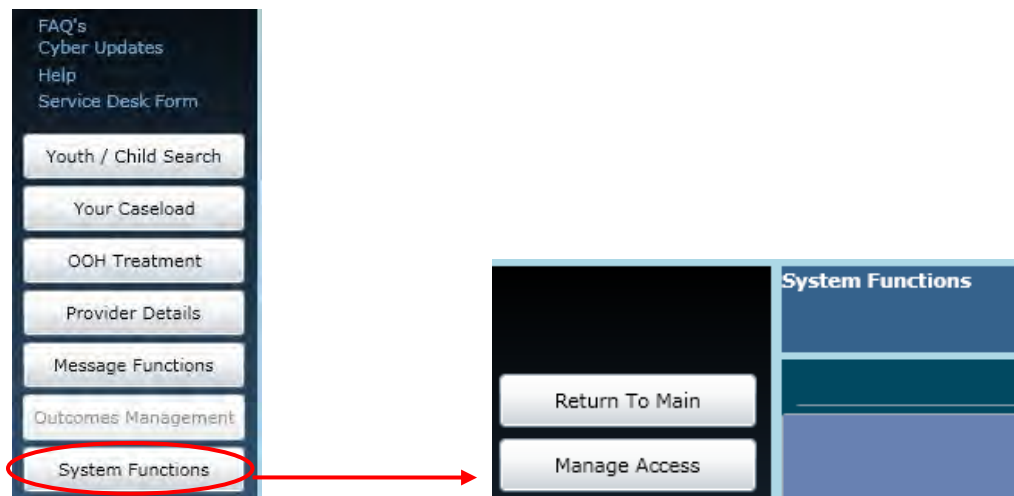 FAQ's
Cyber Updates
Help
Service Desk Form
Youth / Child Search
Your Caseload
OOH Treatment
Provider Details
Message Functions
Outcomes Management
System Functions
System Functions
Return To Main
Manage Access